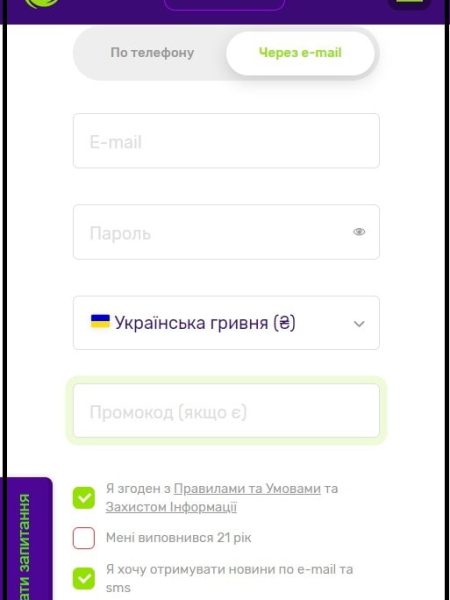 По телефону
Через e-mail
E-mail
Пароль
Українська гривня (₴)
Промокод (якщо є)
Я згоден з Правилами та Умовами та
Захистом Інформації
Мені виповнився 21 рік
Я хочу отримувати новини по e-mail та
sms
запитання